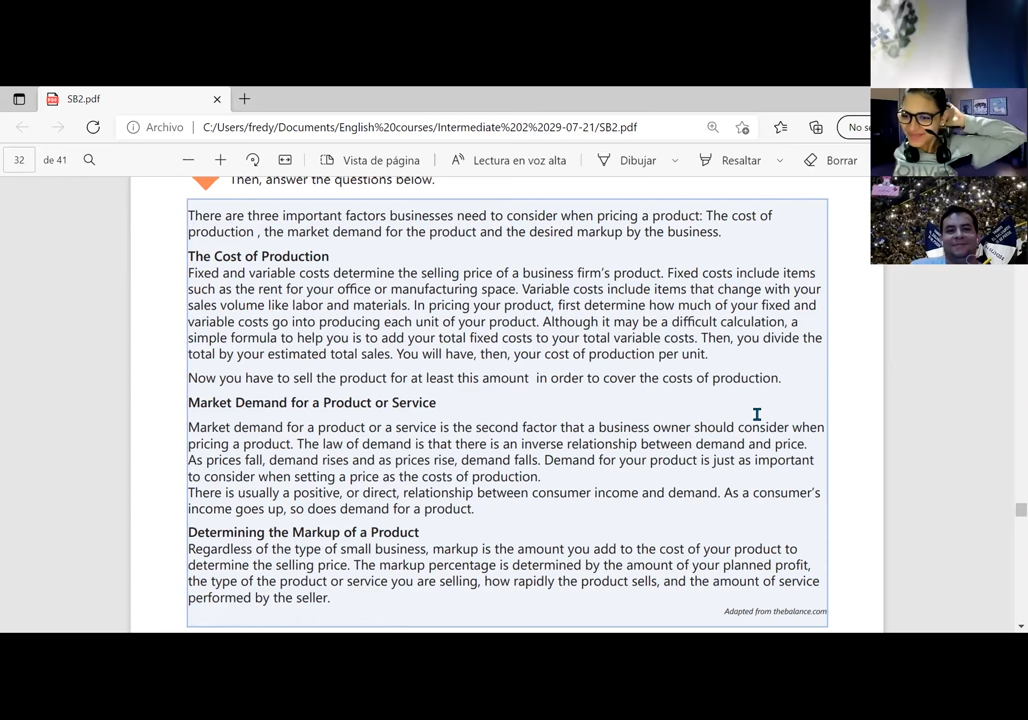 SB2.pdf
Archivo
C:/Users/fredy/Documents/English%20courses/Intermediate%202%2029-07-21/SB2.pdf
No se
32
de 41
Vista de página
Lectura en voz alta
Dibujar
Resaltar
Borrar
Then, answer the questions below.
There are three important factors businesses need to consider when pricing a product: The cost of
production , the market demand for the product and the desired markup by the business.
The Cost of Production
Fixed and variable costs determine the selling price of a business firm's product. Fixed costs include items
such as the rent for your office or manufacturing space. Variable costs include items that change with your
sales volume like labor and materials. In pricing your product, first determine how much of your fixed and
variable costs go into producing each unit of your product. Although it may be a difficult calculation, a
simple formula to help you is to add your total fixed costs to your total variable costs. Then, you divide the
total by your estimated total sales. You will have, then, your cost of production per unit.
Now you have to sell the product for at least this amount  in order to cover the costs of production.
Market Demand for a Product or Service
Market demand for a product or a service is the second factor that a business owner should consider when
pricing a product. The law of demand is that there is an inverse relationship between demand and price.
As prices fall, demand rises and as prices rise, demand falls. Demand for your product is just as important
to consider when setting a price as the costs of production.
There is usually a positive, or direct, relationship between consumer income and demand. As a consumer's
income goes up, so does demand for a product.
Determining the Markup of a Product
Regardless of the type of small business, markup is the amount you add to the cost of your product to
determine the selling price. The markup percentage is determined by the amount of your planned profit,
the type of the product or service you are selling, how rapidly the product sells, and the amount of service
performed by the seller.
Adapted from thebalance.com